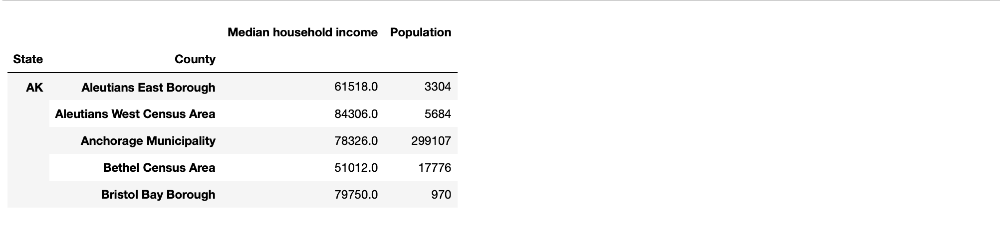 Median household income Population
State County
AK Aleutians East Borough 61518.0 3304
Aleutians West Census Area 84306.0 5684
Anchorage Municipality 78326.0 299107
Bethel Census Area 51012.0 17776
Bristol Bay Borough 79750.0 970